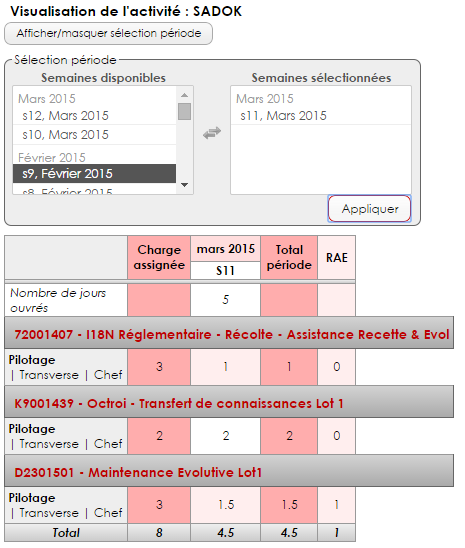 Visualisation de l'activité : SADOK
Afficher/masquer sélection période
Sélection période
Semaines disponibles
Mars 2015
s12, Mars 2015
s10, Mars 2015
Février 2015
s9, Février 2015
s8, Février 2015
Semaines sélectionnées
Mars 2015
s11, Mars 2015
Appliquer
Charge assignée mars 2015 Total période RAE
S11
Nombre de jours ouvrés 5
72001407 - I18N Réglementaire - Récolte - Assistance Recette & Evol
Pilotage 3 1 1 0
| Transverse | Chef
K9001439 - Octroi - Transfert de connaissances Lot 1
Pilotage 2 2 2 0
| Transverse | Chef
D2301501 - Maintenance Evolutive Lot1
Pilotage 3 1.5 1.5 1
| Transverse | Chef
Total 8 4.5 4.5 1